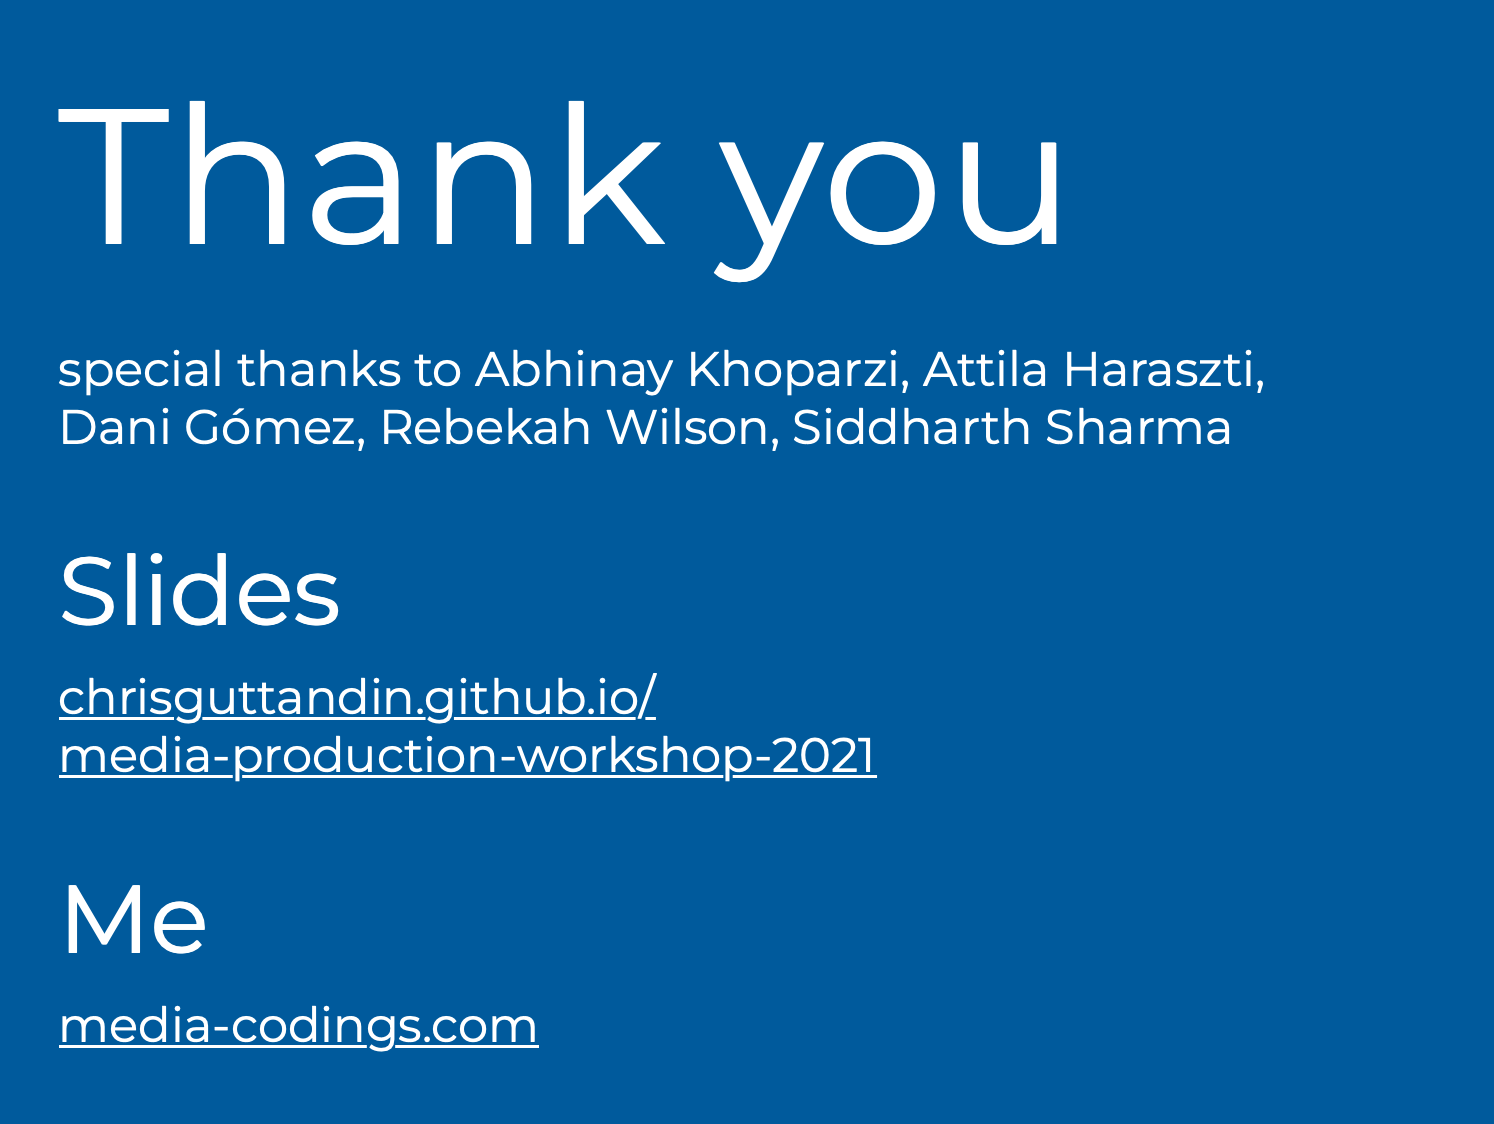 Thank you
special thanks to Abhinay Khoparzi, Attila Haraszti,
Dani Gómez, Rebekah Wilson, Siddharth Sharma
Slides
chrisguttandin.github.io/
media-production-workshop-2021
Me
media-codings.com